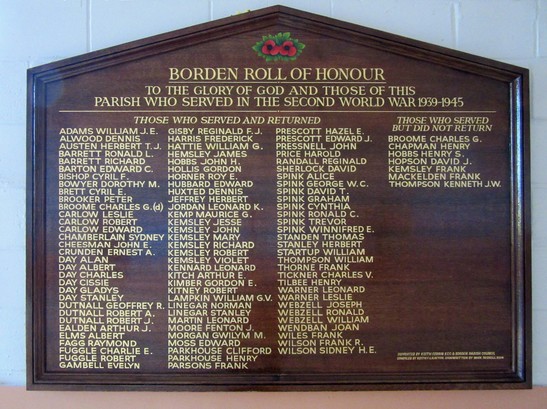 BORDEN ROLL OF HONOUR
TO THE GLORY OF GOD AND THOSE OF THIS
PARISH WHO SERVED IN THE SECOND WORLD WAR 1939-1945
THOSE WHO SERVED AND RETURNED
ADAMS WILLIAM J.E.
ALWOOD DENNIS
AUSTEN HERBERT T.J.
BARRETT RONALD L.
BARRETT RICHARD
BARTON EDWARD C.
BISHOP CYRIL F.
BOWYER DOROTHY M.
BRETT CYRIL E.
BROOKER PETER
BROOME CHARLES G.(d)
CARLOW LESLIE
CARLOW ROBERT
CARLOW EDWARD
CHAMBERLAIN SYDNEY
CHEESMAN JOHN E.
CRUNDEN ERNEST A.
DAY ALAN
DAY ALBERT
DAY CHARLES
DAY CISSIE
DAY GLADYS
DAY STANLEY
DUTNALL GEOFFREY R.
DUTNALL ROBERT A.
DUTNALL ROBERT J.
EALDEN ARTHUR J.
ELMS ALBERT
FAGG RAYMOND
FUGGLE CHARLIE E.
FUGGLE ROBERT
GAMBELL EVELYN
GISBY REGINALD F.J.
HARRIS FREDERICK
HATTIE WILLIAM G.
HEMSLEY JAMES
HOBBS JOHN H.
HOLLIS GORDON
HORNER ROY E.
HUBBARD EDWARD
HUXTED DENNIS
JEFFREY HERBERT
JORDAN LEONARD K.
KEMP MAURICE G.
KEMSLEY JESSE
KEMSLEY JOHN
KEMSLEY MARY
KEMSLEY RICHARD
KEMSLEY ROBERT
KEMSLEY VIOLET
KENNARD LEONARD
KITCH ARTHUR E.
KIMBER GORDON E.
KITNEY ROBERT
LAMPKIN WILLIAM G.V.
LINEGAR NORMAN
LINEGAR STANLEY
MARTIN LEONARD
MOORE FENTON J.
MORGAN GWILYM M.
MOSS EDWARD
PARKHOUSE CLIFFORD
PARKHOUSE HENRY
PARSONS FRANK
PRESCOTT HAZEL E.
PRESCOTT EDWARD J.
PRESSNELL JOHN
PRICE HAROLD
RANDALL REGINALD
SHERLOCK DAVID
SPINK ALICE
SPINK GEORGE W.C.
SPINK DAVID T.
SPINK GRAHAM
SPINK CYNTHIA
SPINK RONALD C.
SPINK TREVOR
SPINK WINNIFRED E.
STANDEN THOMAS
STANLEY HERBERT
STARTUP WILLIAM
THOMPSON WILLIAM
THORNE FRANK
TICKNER CHARLES V.
TILBEE HENRY
WARNER LEONARD
WARNER LESLIE
WEBZELL JOSEPH
WEBZELL RONALD
WEBZELL WILLIAM
WENDBAN JOAN
WILES FRANK
WILSON FRANK R.
WILSON SIDNEY H.E.
THOSE WHO SERVED
BUT DID NOT RETURN
BROOME CHARLES G.
CHAPMAN HENRY
HOBBS HENRY S.
HOPSON DAVID J.
KEMSLEY FRANK
MACKELDEN FRANK
THOMPSON KENNETH J.W.